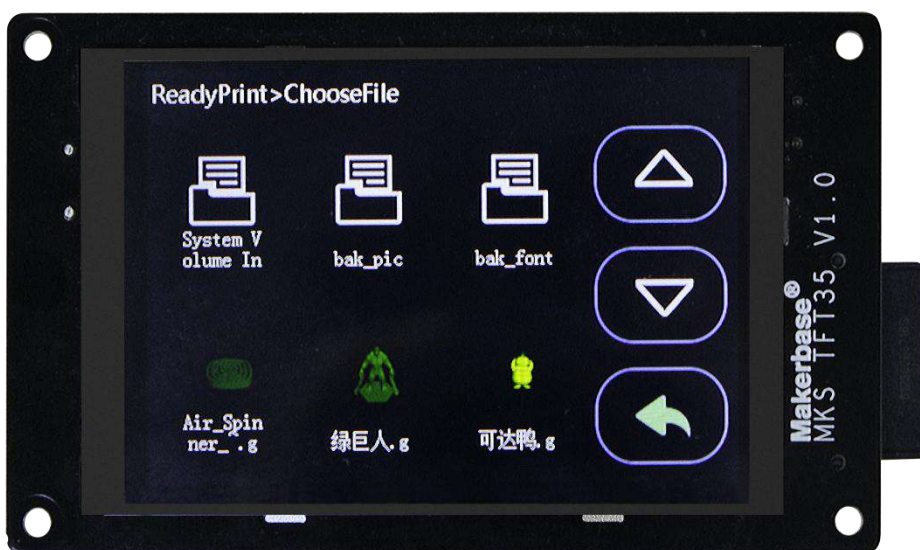 ReadyPrint>ChooseFile
System V
olume In
bak_pic
bak_font
Air_Spin
ner_~.g
绿巨人.g
可达鸭.g
Makerbase®
MKS TFT35 V1.0